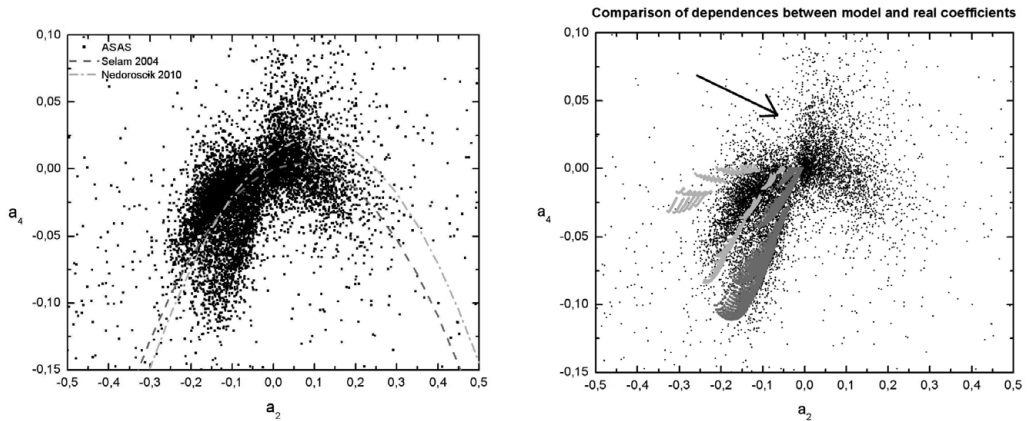 0,10
0,05
0,00
-0,05
-0,10
-0,15
a4
ASAS
Selam 2004
Nedoroscik 2010
-0,5 -0,4 -0,3 -0,2 -0,1 0,0 0,1 0,2 0,3 0,4 0,5
a2
Comparison of dependences between model and real coefficients
0,10
0,05
0,00
-0,05
-0,10
-0,15
a4
-0,5 -0,4 -0,3 -0,2 -0,1 0,0 0,1 0,2 0,3 0,4 0,5
a2